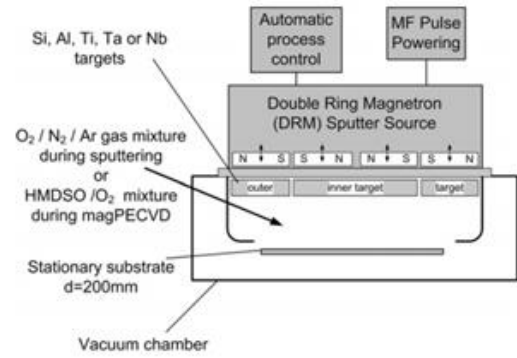 Automatic
process
control
MF Pulse
Powering
Si, Al, Ti, Ta or Nb
targets
Double Ring Magnetron
(DRM) Sputter Source
N S S N N S S N
O₂ / N₂ / Ar gas mixture
during sputtering
or
HMDSO /O₂ mixture
during magPECVD
outer inner target target
Stationary substrate
d=200mm
Vacuum chamber